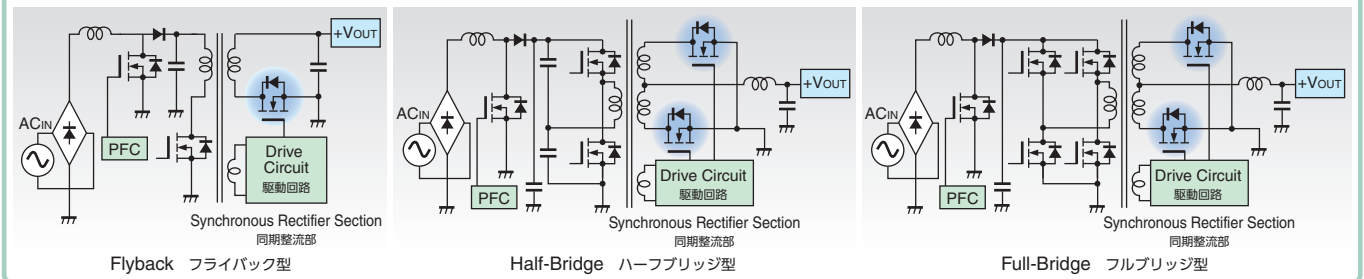 +VOUT
ACIN
PFC
Drive
Circuit
駆動回路
Synchronous Rectifier Section
同期整流部
Flyback フライバック型
+VOUT
ACIN
PFC
Drive Circuit
駆動回路
Synchronous Rectifier Section
同期整流部
Half-Bridge ハーフブリッジ型
+VOUT
ACIN
PFC
Drive Circuit
駆動回路
Synchronous Rectifier Section
同期整流部
Full-Bridge フルブリッジ型